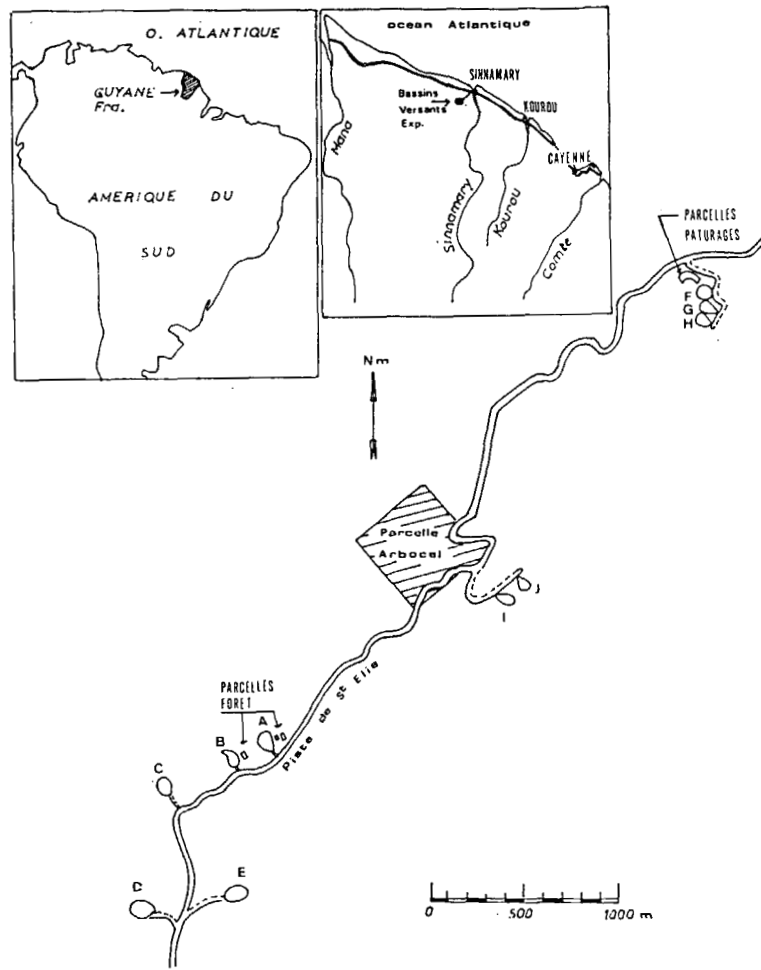 O. ATLANTIQUE
GUYANE
Fra.
AMERIQUE DU
SUD
ocean Atlantique
SINNAMARY
Bassins
Versants
Exp.
KOUROU
CAYENNE
Mana
Sinnamary
Kourou
Comte
PARCELLES
PATURAGES
F
G
H
Nm
Parcelle
Arbocel
J
I
Piste de St Elie
PARCELLES
FORET
A
B
C
D
E
0 500 1000 m